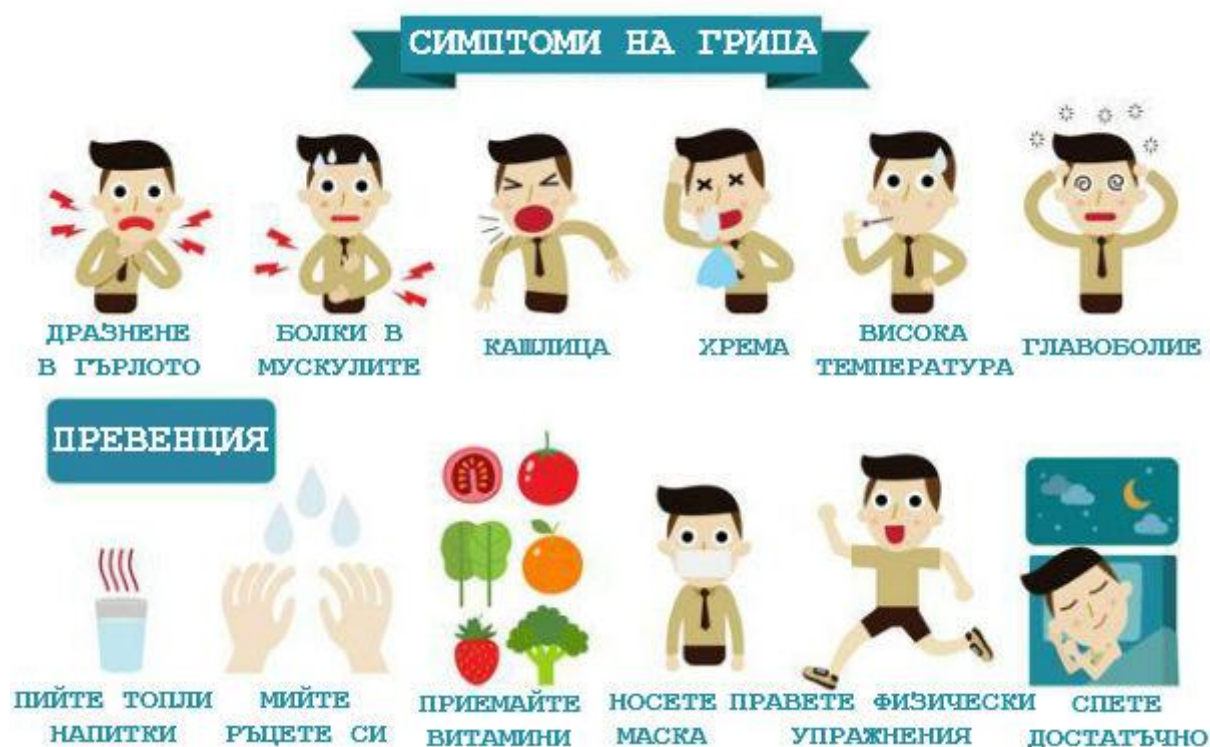 СИМПТОМИ НА ГРИПА
ДРАЗНЕНЕ
В ГЪРЛОТО
БОЛКИ В
МУСКУЛИТЕ
КАШЛИЦА
ХРЕМА
ВИСОКА
ТЕМПЕРАТУРА
ГЛАВОБОЛИЕ
ПРЕВЕНЦИЯ
ПИЙТЕ ТОПЛИ
НАПИТКИ
МИЙТЕ
РЪЦЕТЕ СИ
ПРИЕМАЙТЕ
ВИТАМИНИ
НОСЕТЕ
МАСКА
ПРАВЕТЕ ФИЗИЧЕСКИ
УПРАЖНЕНИЯ
СПЕТЕ
ДОСТАТЪЧНО